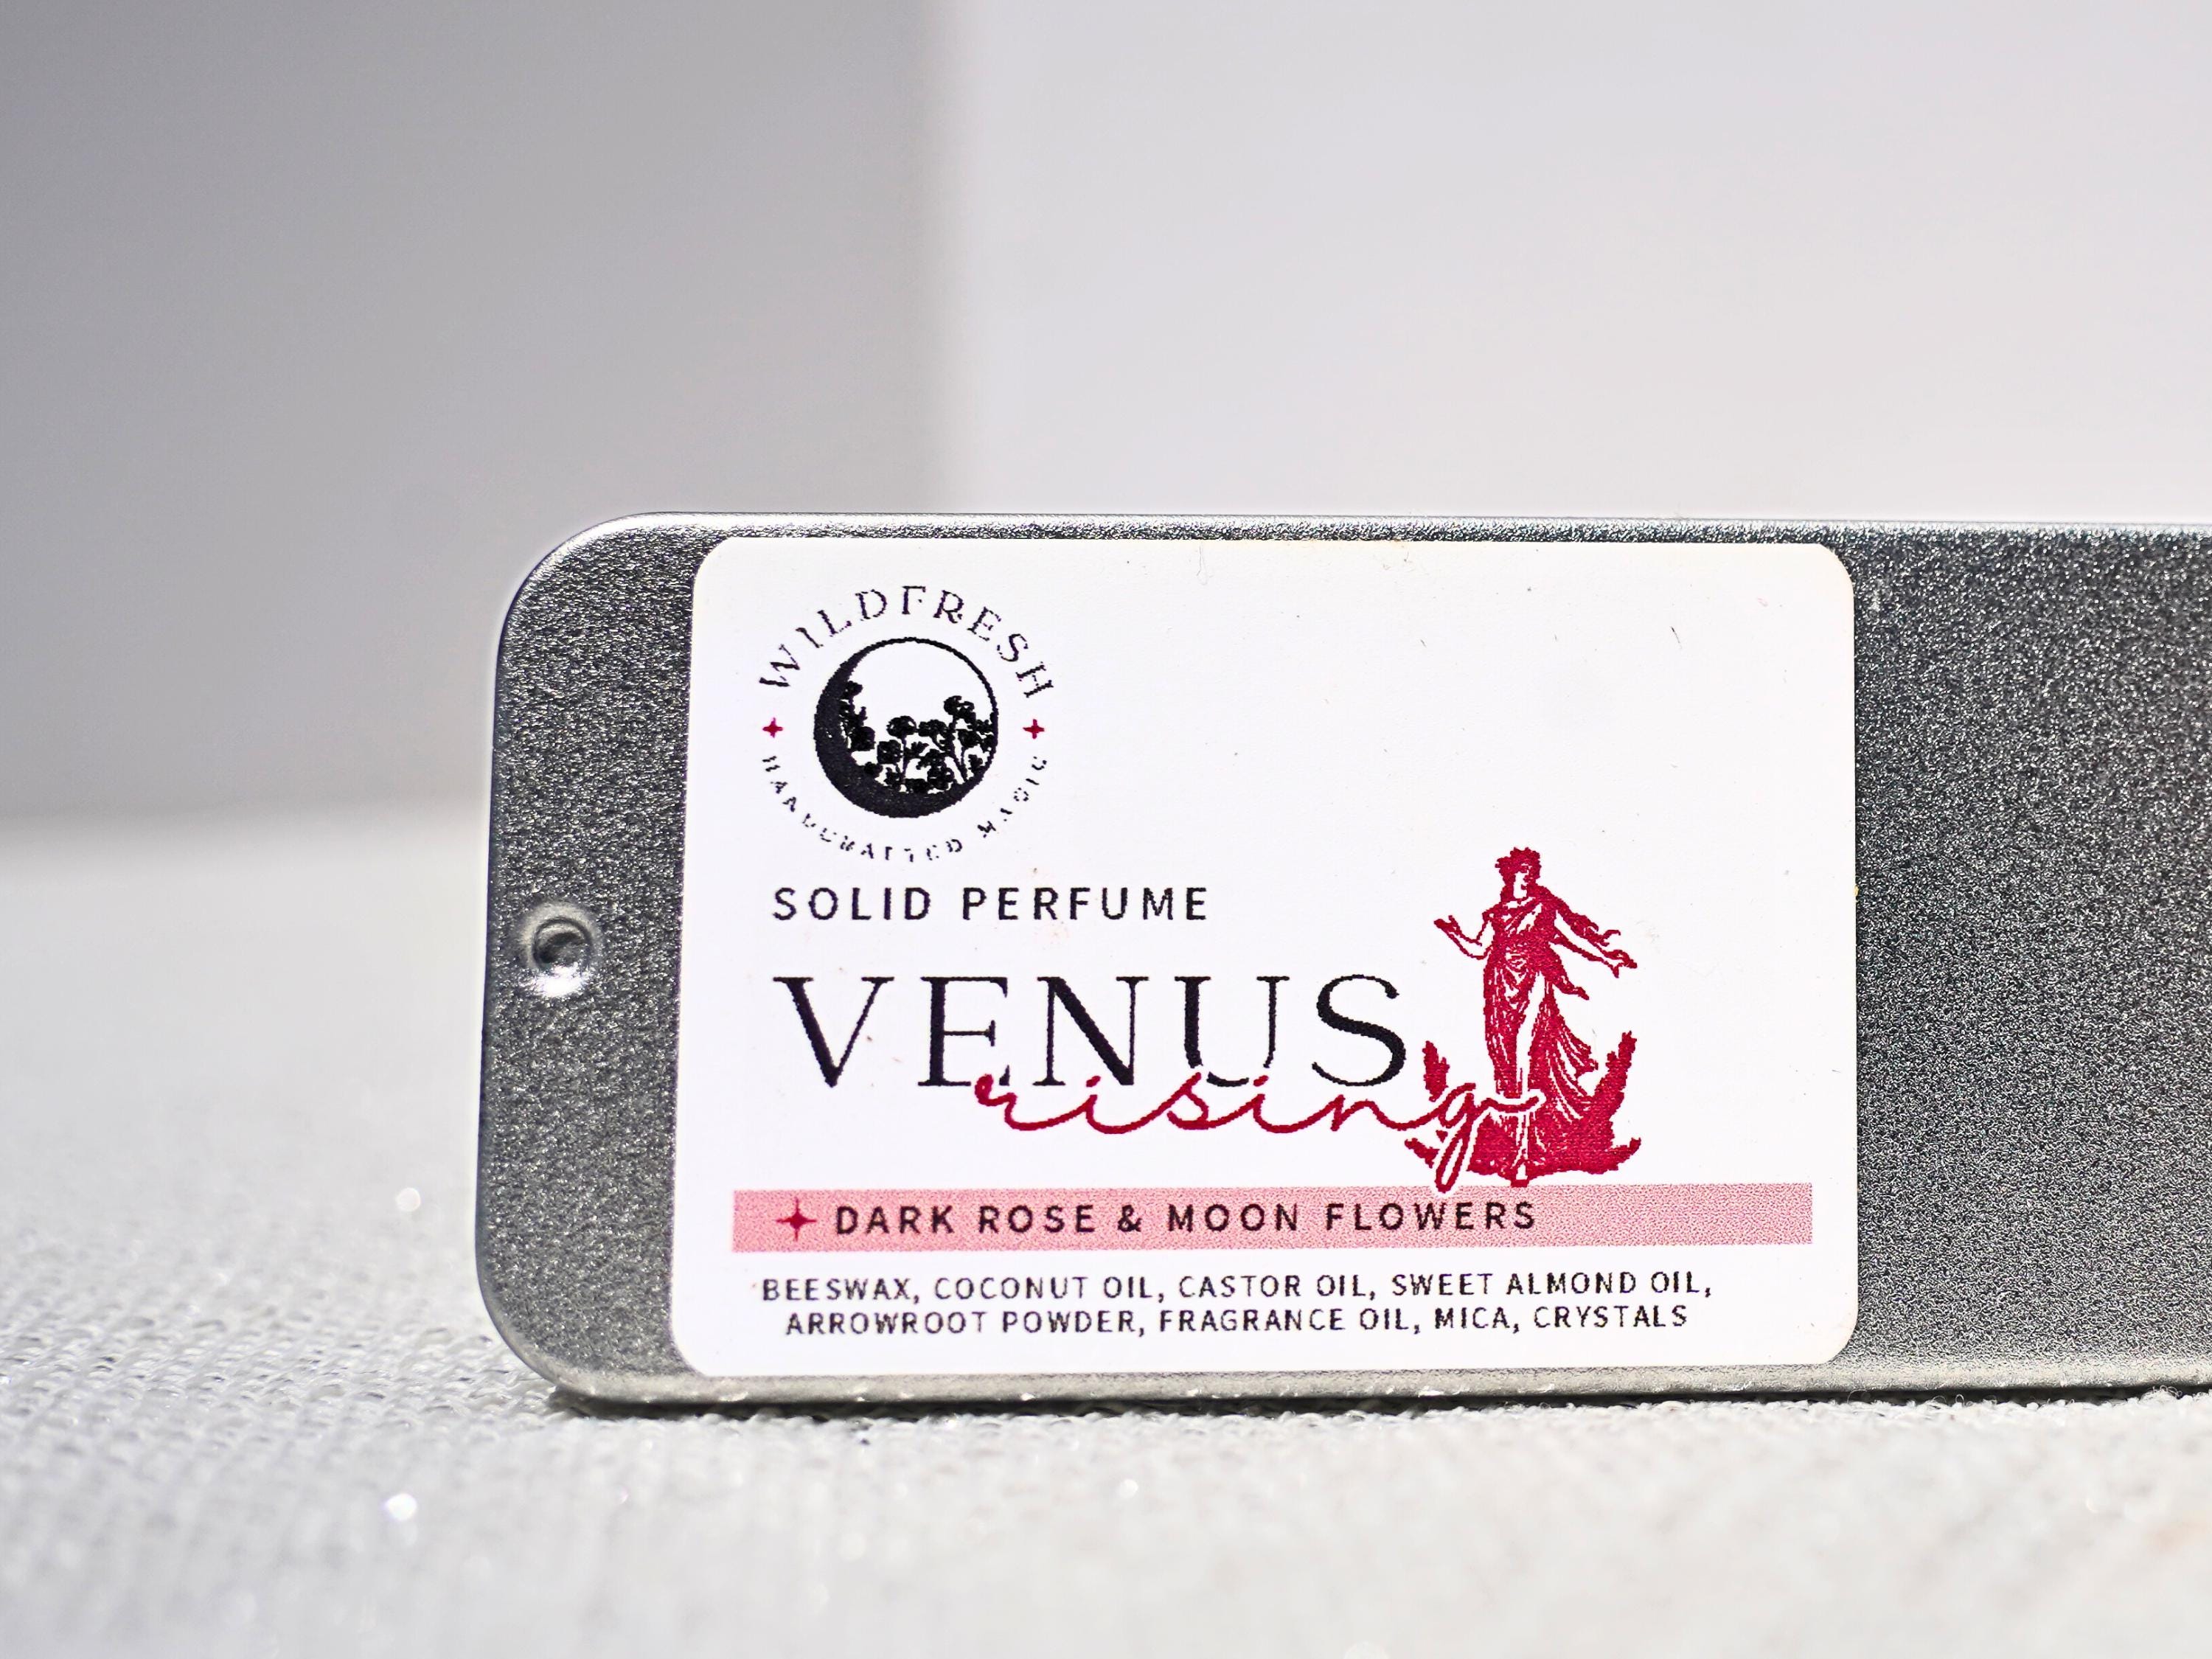 WILDFRESH
HANDCRAFTED MAGIC
SOLID PERFUME
VENUS
rising
DARK ROSE & MOON FLOWERS
BEESWAX, COCONUT OIL, CASTOR OIL, SWEET ALMOND OIL,
ARROWROOT POWDER, FRAGRANCE OIL, MICA, CRYSTALS